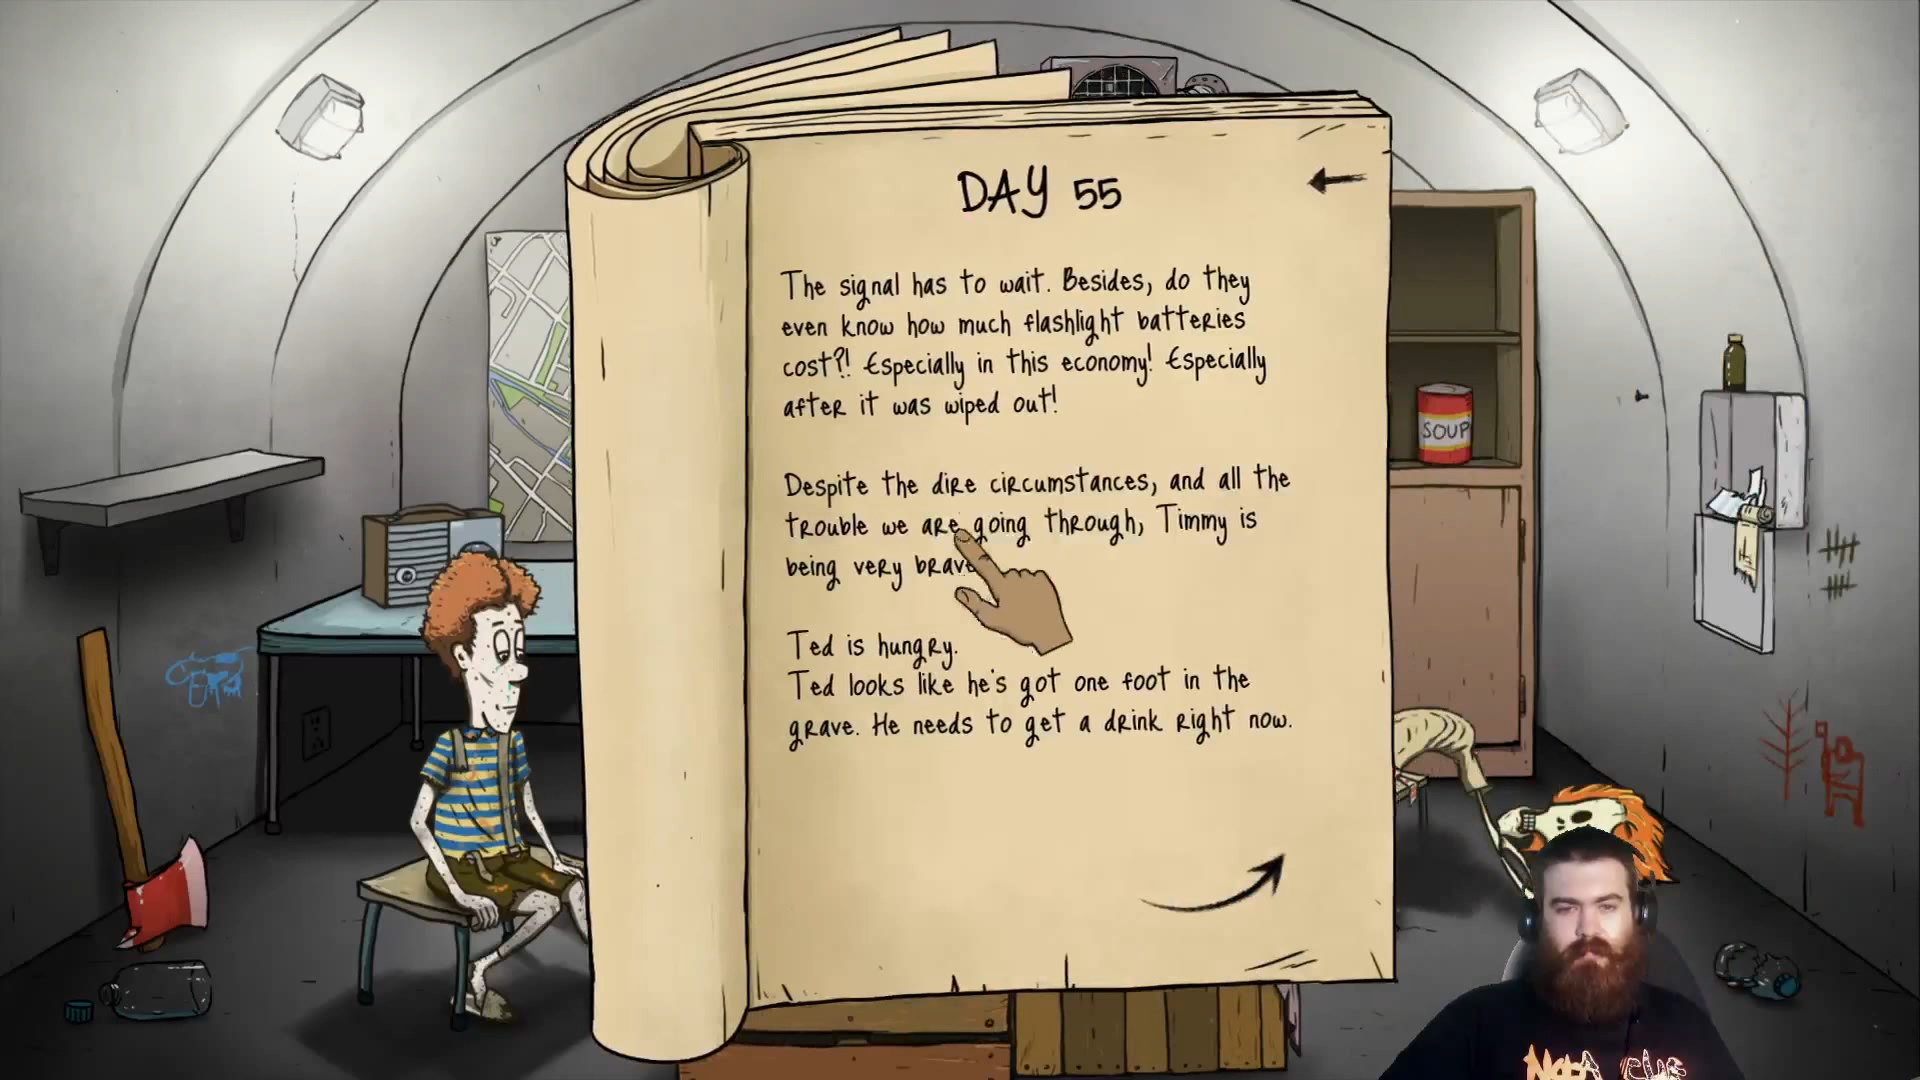 DAY 55
The signal has to wait. Besides, do they
even know how much flashlight batteries
cost?! Especially in this economy! Especially
after it was wiped out!
Despite the dire circumstances, and all the
trouble we are going through, Timmy is
being very brave
Ted is hungry.
Ted looks like he's got one foot in the
grave. He needs to get a drink right now.
SOUP